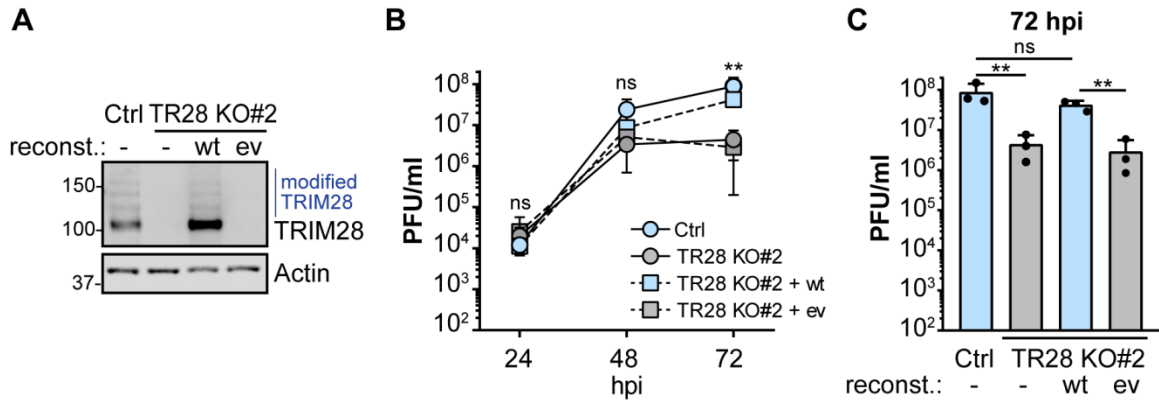 A
Ctrl TR28 KO#2
reconst.: - - wt ev
150
modified
TRIM28
100
TRIM28
Actin
37
B
PFU/ml
10⁸
10⁷
10⁶
10⁵
10⁴
10³
10²
ns
ns
**
Ctrl
TR28 KO#2
TR28 KO#2 + wt
TR28 KO#2 + ev
24 48 72
hpi
C
72 hpi
ns
**
**
PFU/ml
10⁸
10⁷
10⁶
10⁵
10⁴
10³
10²
Ctrl TR28 KO#2
reconst.: - - wt ev